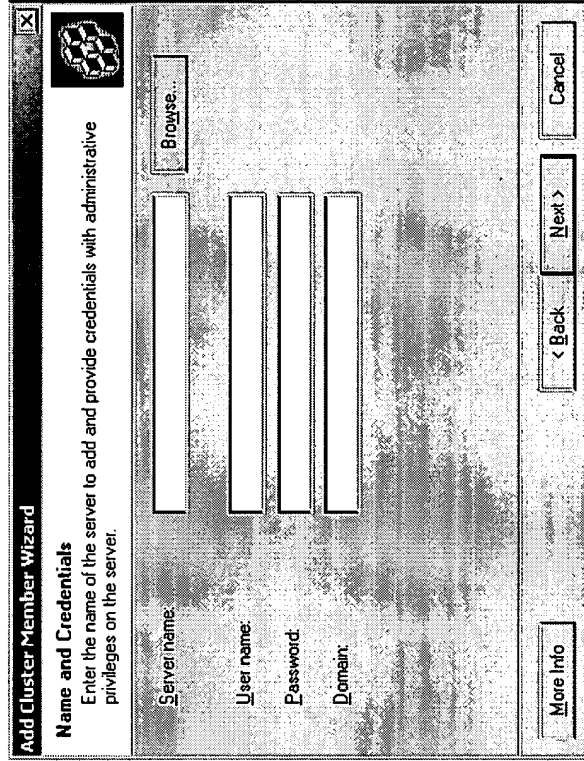 Add Cluster Member Wizard
Name and Credentials
Enter the name of the server to add and provide credentials with administrative
privileges on the server.
Server name:
Browse...
User name:
Password:
Domain:
More Info
< Back
Next >
Cancel